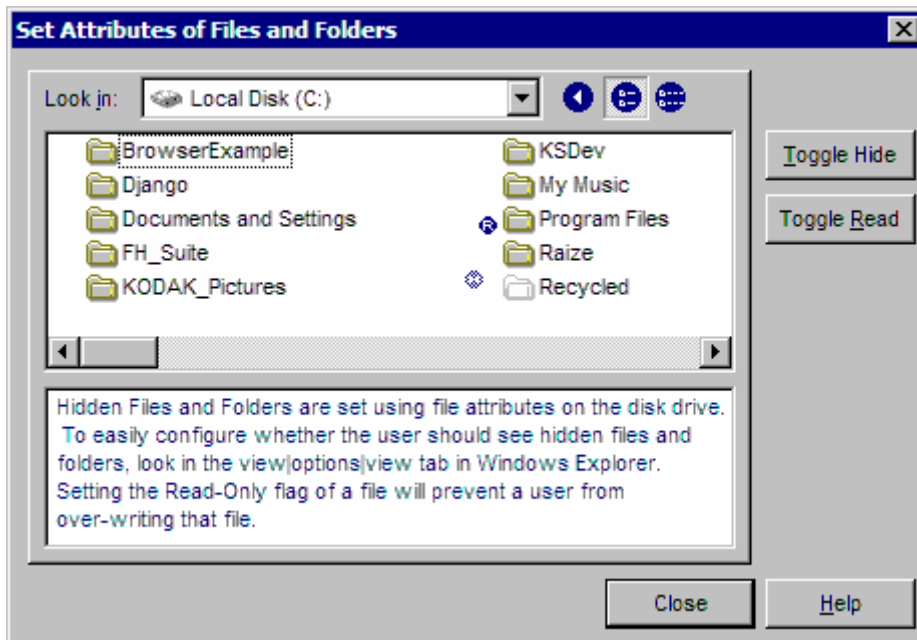 Set Attributes of Files and Folders
Look in: Local Disk (C:)
BrowserExample
Django
Documents and Settings
FH_Suite
KODAK_Pictures
KSDev
My Music
R Program Files
Raize
Recycled
Toggle Hide
Toggle Read
Hidden Files and Folders are set using file attributes on the disk drive.
To easily configure whether the user should see hidden files and
folders, look in the view|options|view tab in Windows Explorer.
Setting the Read-Only flag of a file will prevent a user from
over-writing that file.
Close
Help